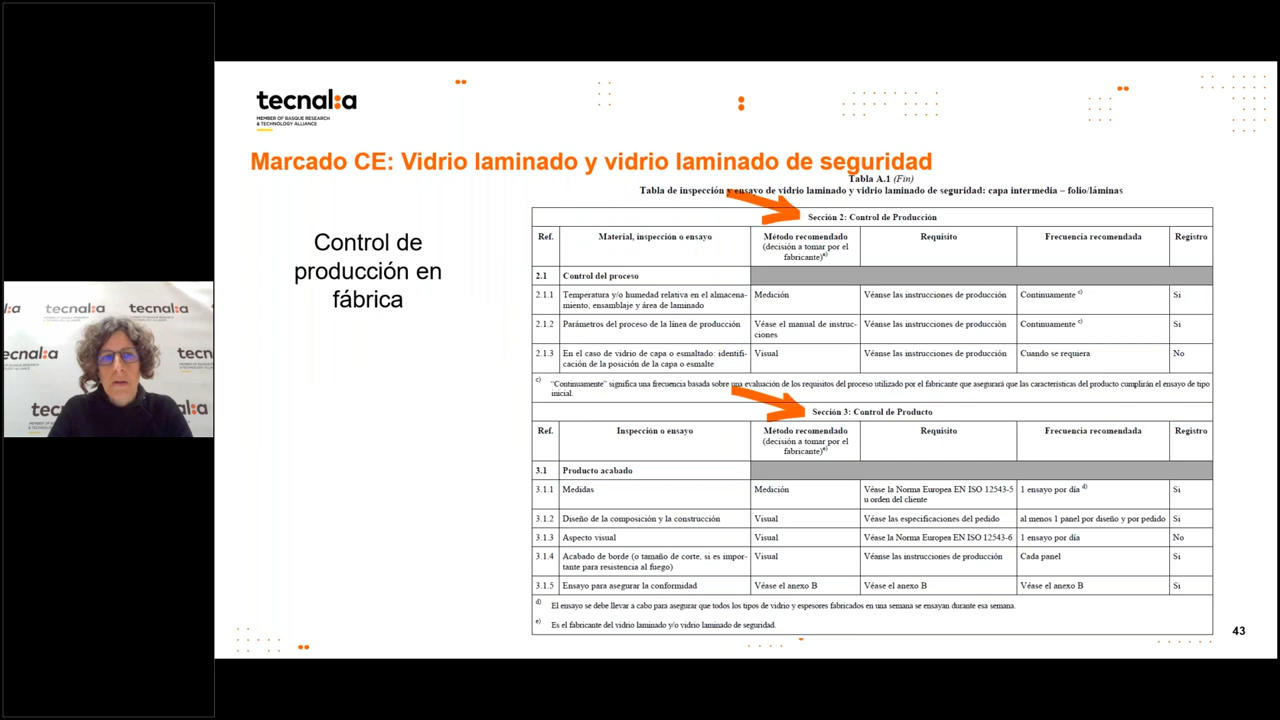 tecnal:a
MEMBER OF BASQUE RESEARCH
& TECHNOLOGY ALLIANCE
Marcado CE: Vidrio laminado y vidrio laminado de seguridad
Control de
producción en
fábrica
Tabla A.1 (Fin)
Tabla de inspección y ensayo de vidrio laminado y vidrio laminado de seguridad: capa intermedia – folio/láminas
Sección 2: Control de Producción
Ref. Material, inspección o ensayo Método recomendado (decisión a tomar por el fabricante)e) Requisito Frecuencia recomendada Registro
2.1 Control del proceso
2.1.1 Temperatura y/o humedad relativa en el almacena-miento, ensamblaje y área de laminado Medición Véanse las instrucciones de producción Continuamente c) Si
2.1.2 Parámetros del proceso de la línea de producción Véase el manual de instruc-ciones Véanse las instrucciones de producción Continuamente c) Si
2.1.3 En el caso de vidrio de capa o esmaltado: identifi-cación de la posición de la capa o esmalte Visual Véanse las instrucciones de producción Cuando se requiera No
c) "Continuamente" significa una frecuencia basada sobre una evaluación de los requisitos del proceso utilizado por el fabricante que asegurará que las características del producto cumplirán el ensayo de tipo
inicial.
Sección 3: Control de Producto
Ref. Inspección o ensayo Método recomendado (decisión a tomar por el fabricante)e) Requisito Frecuencia recomendada Registro
3.1 Producto acabado
3.1.1 Medidas Medición Véase la Norma Europea EN ISO 12543-5 u orden del cliente 1 ensayo por día d) Si
3.1.2 Diseño de la composición y la construcción Visual Véase las especificaciones del pedido al menos 1 panel por diseño y por pedido Si
3.1.3 Aspecto visual Visual Véase la Norma Europea EN ISO 12543-6 1 ensayo por día No
3.1.4 Acabado de borde (o tamaño de corte, si es impor-tante para resistencia al fuego) Visual Véanse las instrucciones de producción Cada panel Si
3.1.5 Ensayo para asegurar la conformidad Véase el anexo B Véase el anexo B Véase el anexo B Si
d) El ensayo se debe llevar a cabo para asegurar que todos los tipos de vidrio y espesores fabricados en una semana se ensayan durante esa semana.
e) Es el fabricante del vidrio laminado y/o vidrio laminado de seguridad.
43
tecnalia
tecnalia